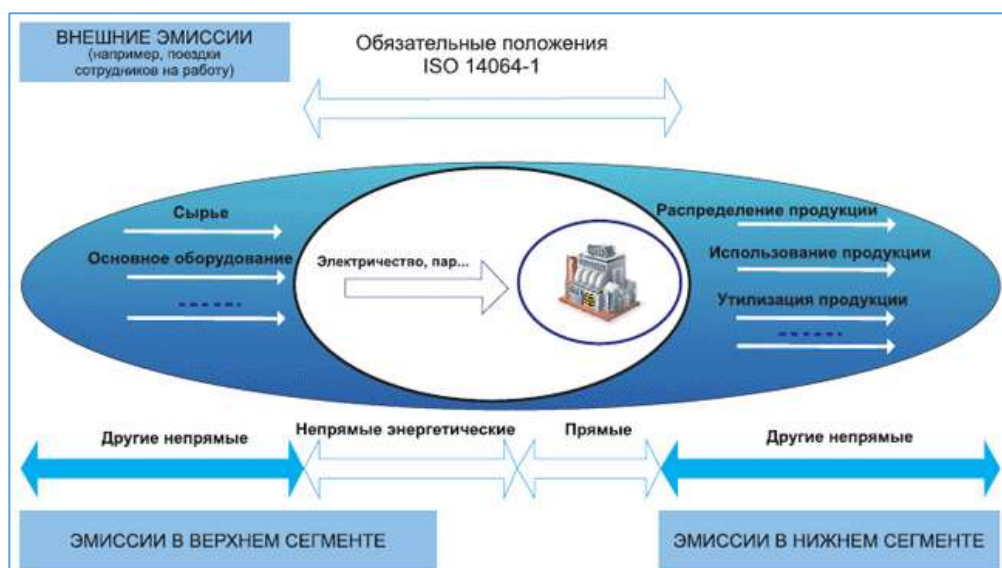 ВНЕШНИЕ ЭМИССИИ
(например, поездки
сотрудников на работу)
Обязательные положения
ISO 14064-1
Сырье
Основное оборудование
Электричество, пар...
Распределение продукции
Использование продукции
Утилизация продукции
Другие непрямые
Непрямые энергетические
Прямые
Другие непрямые
ЭМИССИИ В ВЕРХНЕМ СЕГМЕНТЕ
ЭМИССИИ В НИЖНЕМ СЕГМЕНТЕ